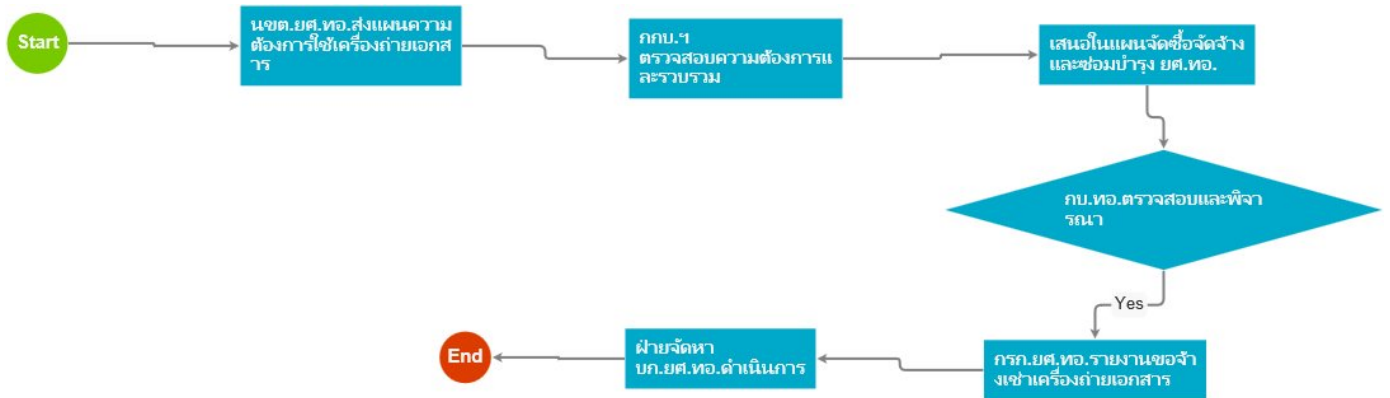 Start
นขต.ยศ.ทอ.ส่งแผนความ
ต้องการใช้เครื่องถ่ายเอกส
าร
กกบ.ฯ
ตรวจสอบความต้องการแ
ละรวบรวม
เสนอในแผนจัดซื้อจัดจ้าง
และซ่อมบำรุง ยศ.ทอ.
กบ.ทอ.ตรวจสอบและพิจา
รณา
Yes
กรก.ยศ.ทอ.รายงานขอจ้า
งเช่าเครื่องถ่ายเอกสาร
ฝ่ายจัดหา
บก.ยศ.ทอ.ดำเนินการ
End